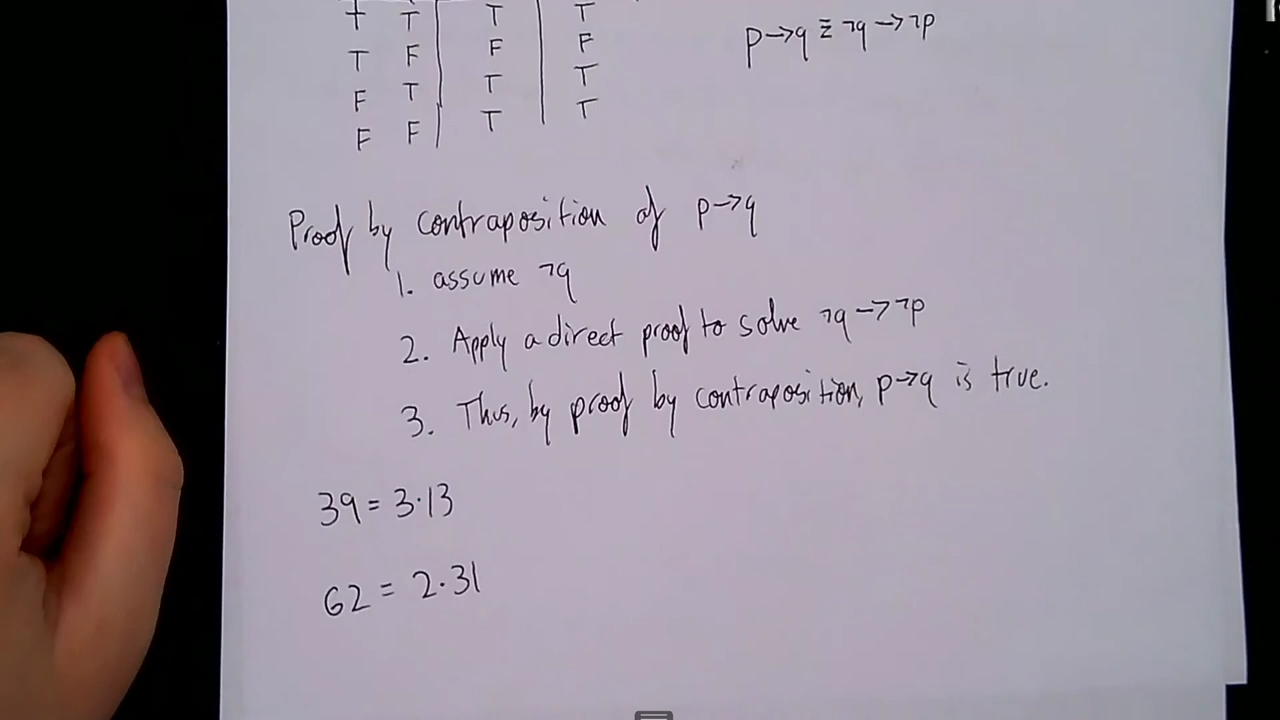 T T T T
T F F F
F T T T
F F T T
p→q ≡ ¬q→¬p
Proof by contraposition of p→q
1. assume ¬q
2. Apply a direct proof to solve ¬q→¬p
3. Thus, by proof by contraposition, p→q is true.
39 = 3·13
62 = 2·31